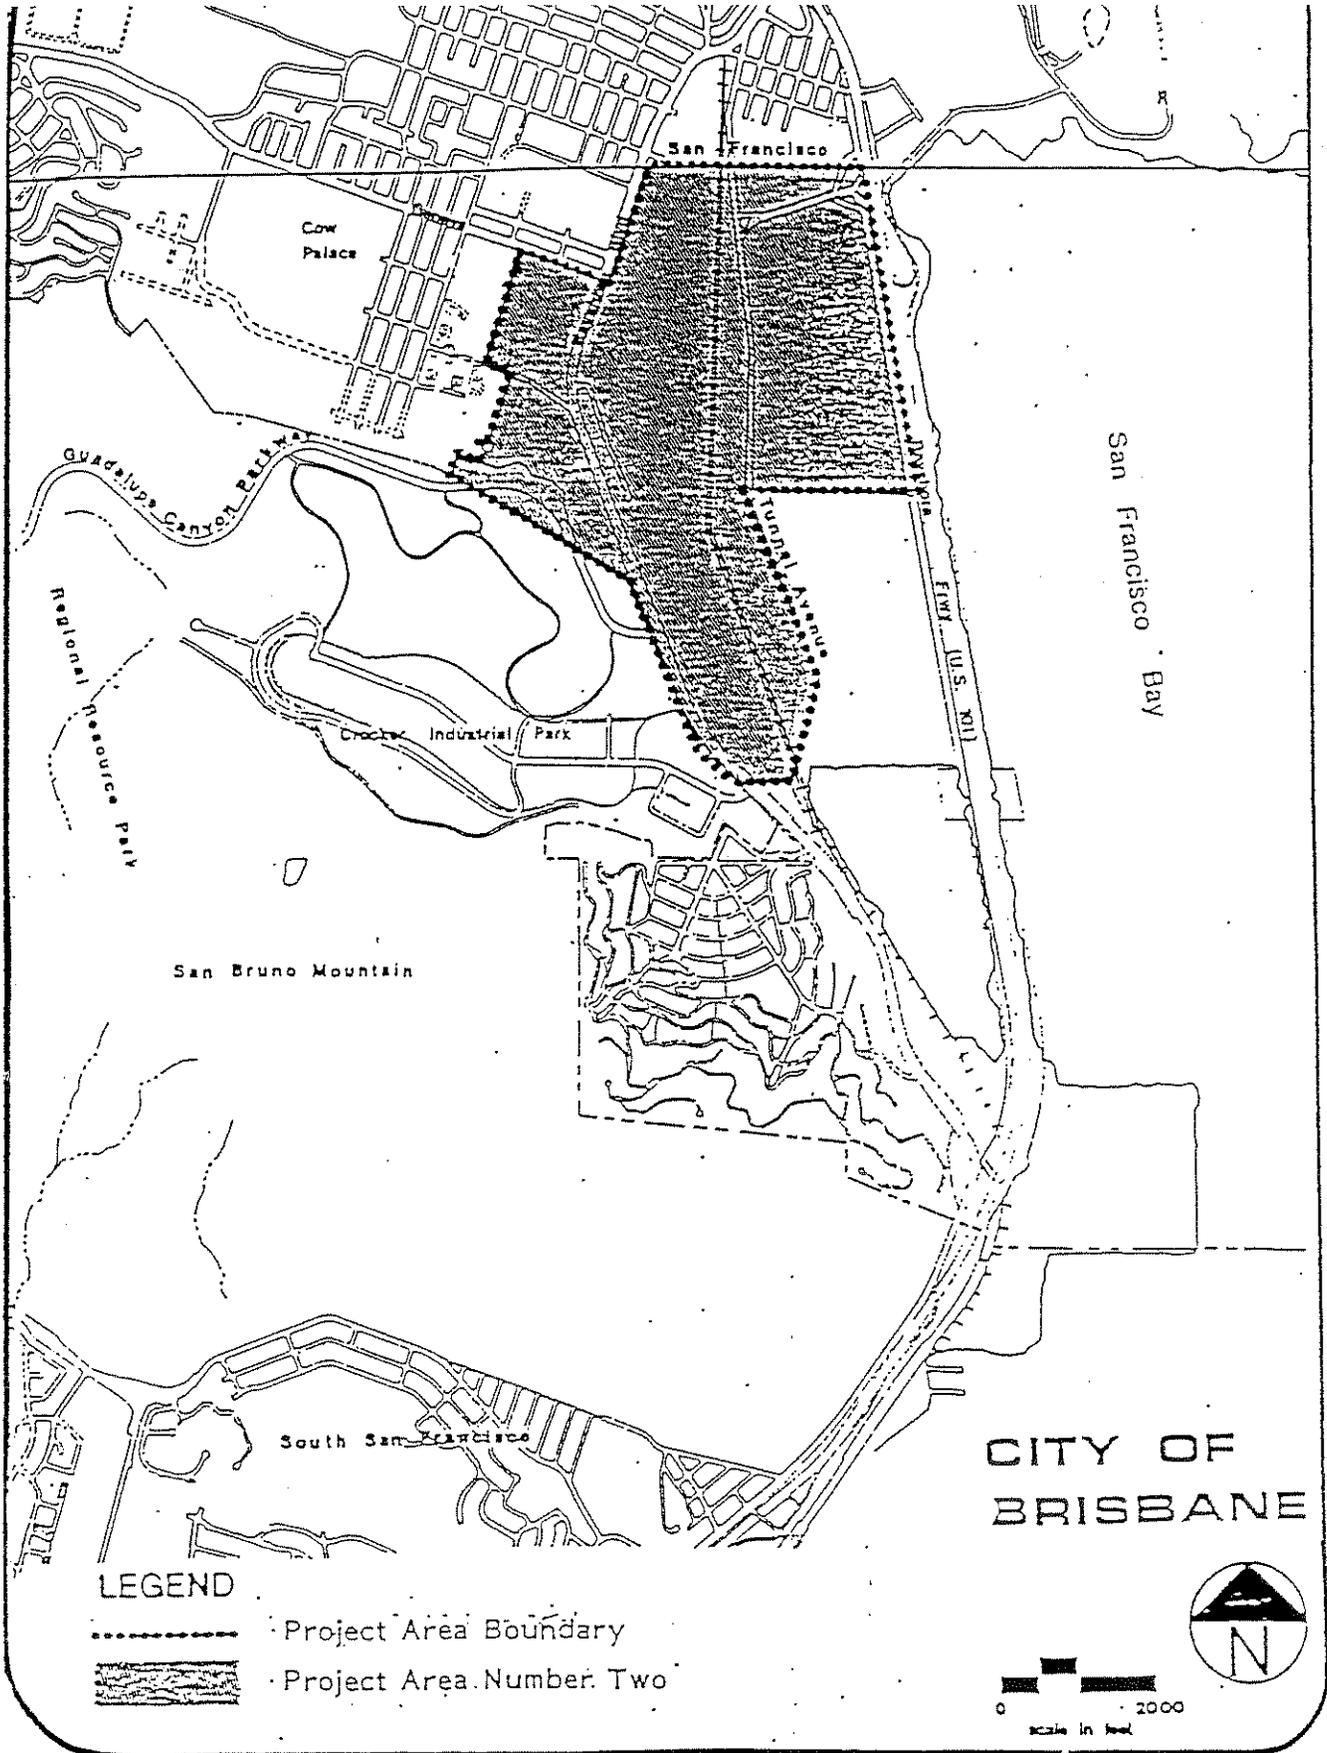 San Francisco
Cow
Palace
Guadalupe Canyon Parkway
Tunnel Avenue
San Francisco Bay
Frwy. (U.S. 101)
Regional Resource Park
Crocker Industrial Park
San Bruno Mountain
South San Francisco
CITY OF
BRISBANE
LEGEND
Project Area Boundary
Project Area Number Two
N
0 2000
scale in feet